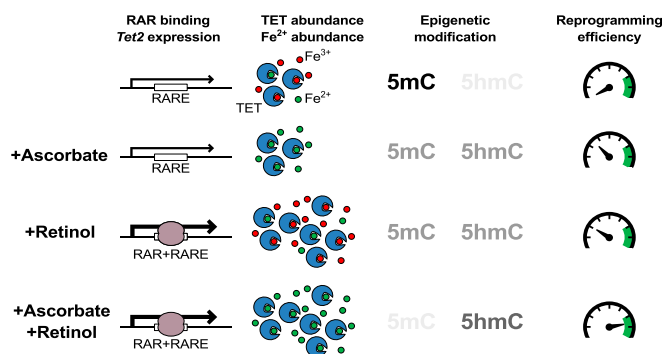 RAR binding
Tet2 expression
TET abundance
Fe²⁺ abundance
Epigenetic
modification
Reprogramming
efficiency
RARE
Fe³⁺
Fe²⁺
TET
5mC 5hmC
+Ascorbate
RARE
5mC 5hmC
+Retinol
RAR+RARE
5mC 5hmC
+Ascorbate
+Retinol
RAR+RARE
5mC 5hmC